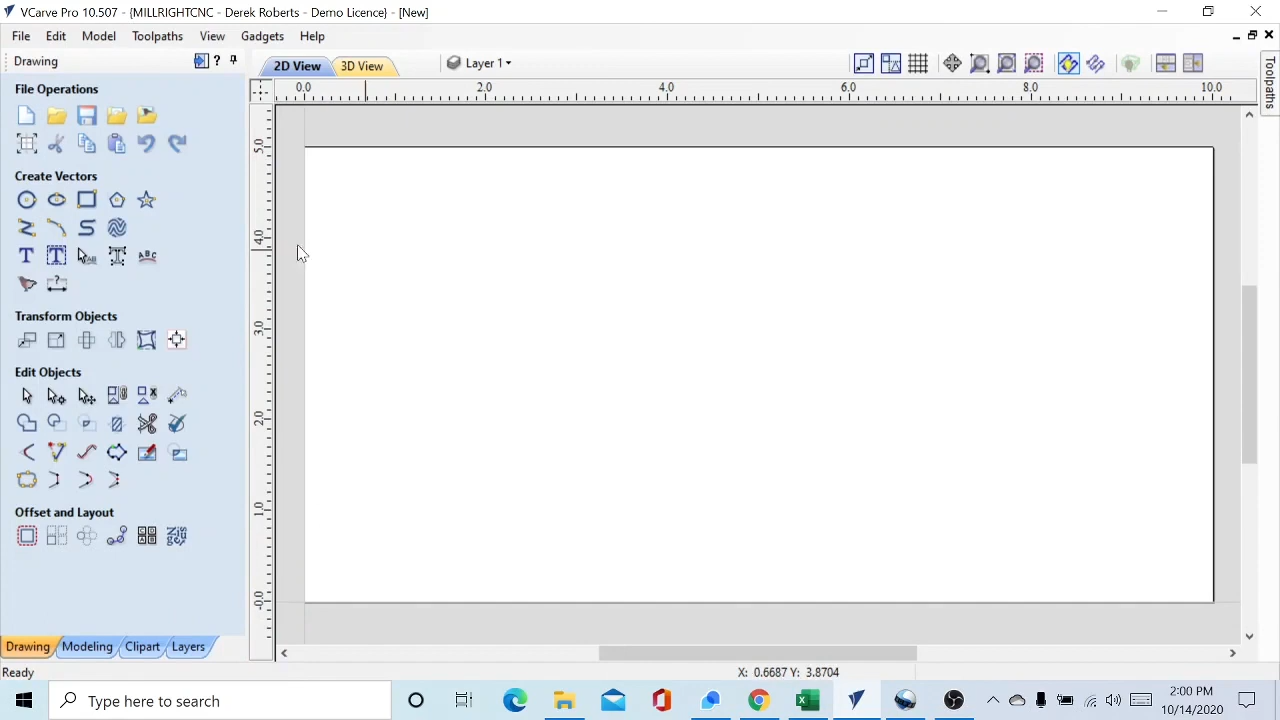 VCarve Pro 10.507 - {MILLRIGHTCNC - Derek Roberts - Demo Licence} - [New]
File Edit Model Toolpaths View Gadgets Help
Drawing ?
2D View 3D View Layer 1
Toolpaths
File Operations
0.0 2.0 4.0 6.0 8.0 10.0
5.0
Create Vectors
4.0
T T AB T ABC
?
Transform Objects
3.0
Edit Objects
2.0
1.0
Offset and Layout
-0.0
Drawing Modeling Clipart Layers
Ready X: 0.6687 Y: 3.8704
Type here to search
2:00 PM
10/14/2020